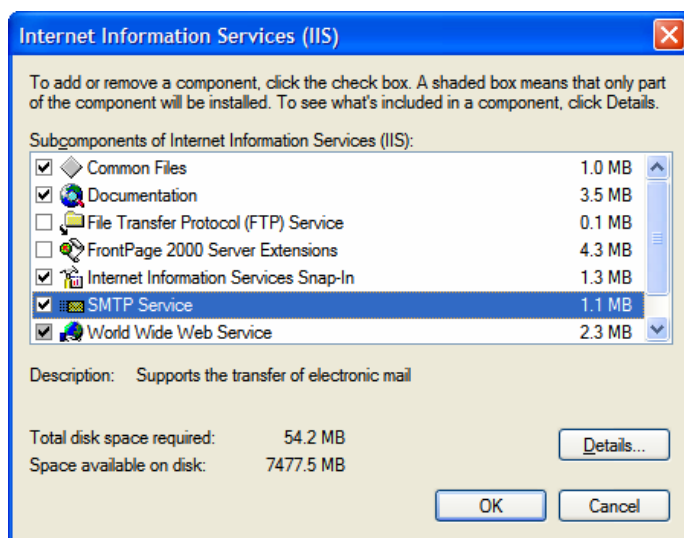 Internet Information Services (IIS)
To add or remove a component, click the check box. A shaded box means that only part
of the component will be installed. To see what's included in a component, click Details.
Subcomponents of Internet Information Services (IIS):
Common Files 1.0 MB
Documentation 3.5 MB
File Transfer Protocol (FTP) Service 0.1 MB
FrontPage 2000 Server Extensions 4.3 MB
Internet Information Services Snap-In 1.3 MB
SMTP Service 1.1 MB
World Wide Web Service 2.3 MB
Description: Supports the transfer of electronic mail
Total disk space required: 54.2 MB
Space available on disk: 7477.5 MB
Details...
OK Cancel